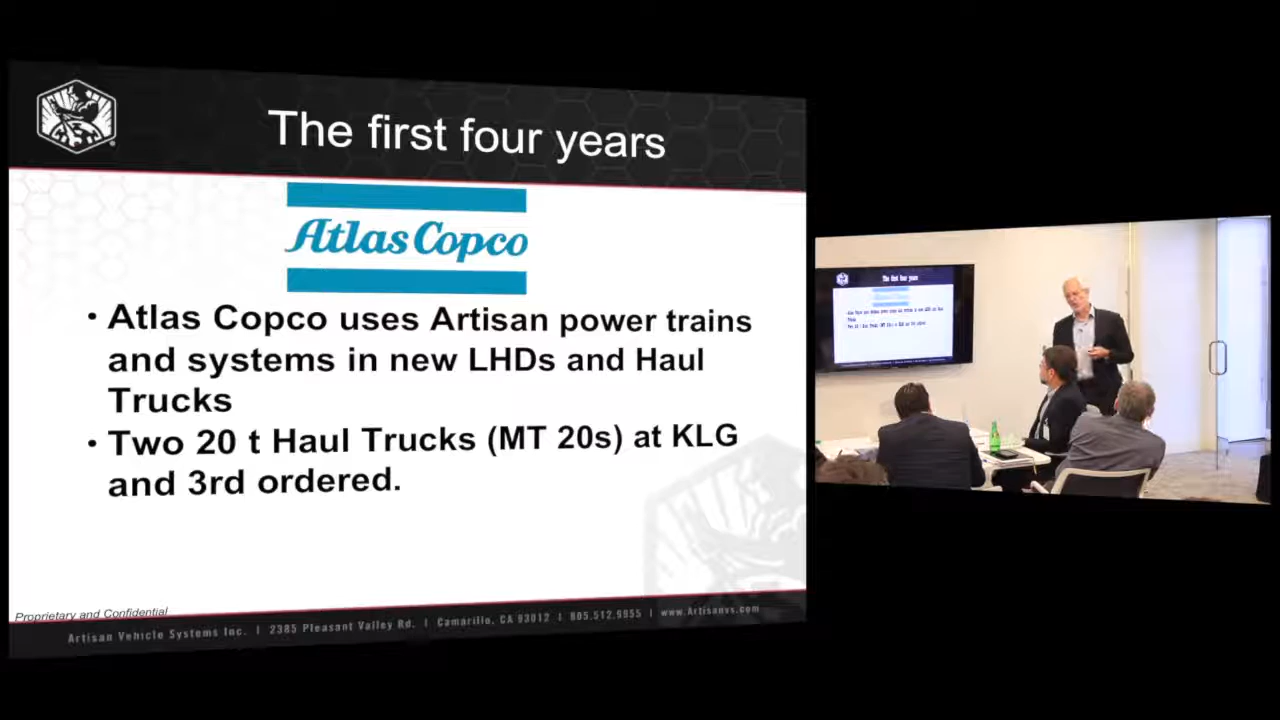 The first four years
Atlas Copco
• Atlas Copco uses Artisan power trains
and systems in new LHDs and Haul
Trucks
• Two 20 t Haul Trucks (MT 20s) at KLG
and 3rd ordered.
Proprietary and Confidential
Artisan Vehicle Systems Inc. | 2385 Pleasant Valley Rd. | Camarillo, CA 93012 | 805.512.9955 | www.Artisanvs.com
The first four years